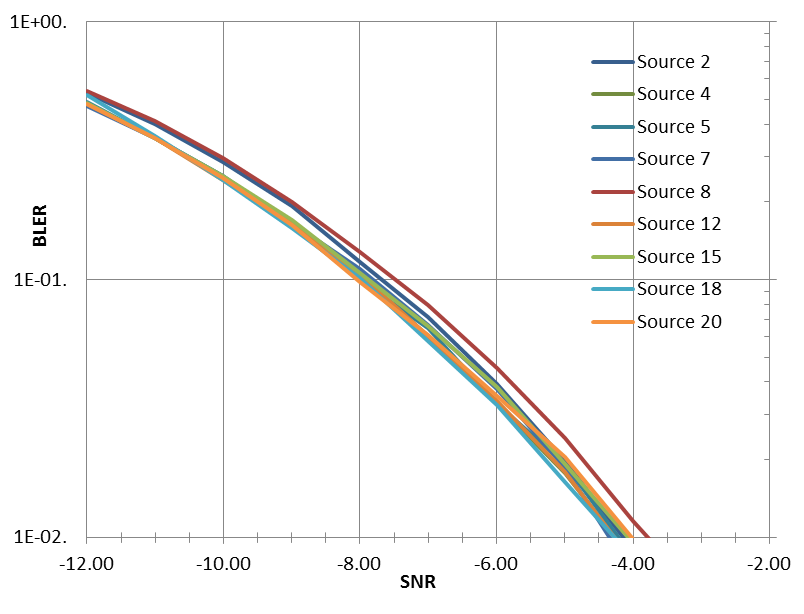 1E+00.
Source 2
Source 4
Source 5
Source 7
Source 8
Source 12
Source 15
Source 18
Source 20
BLER
1E-01.
1E-02.
-12.00 -10.00 -8.00 -6.00 -4.00 -2.00
SNR